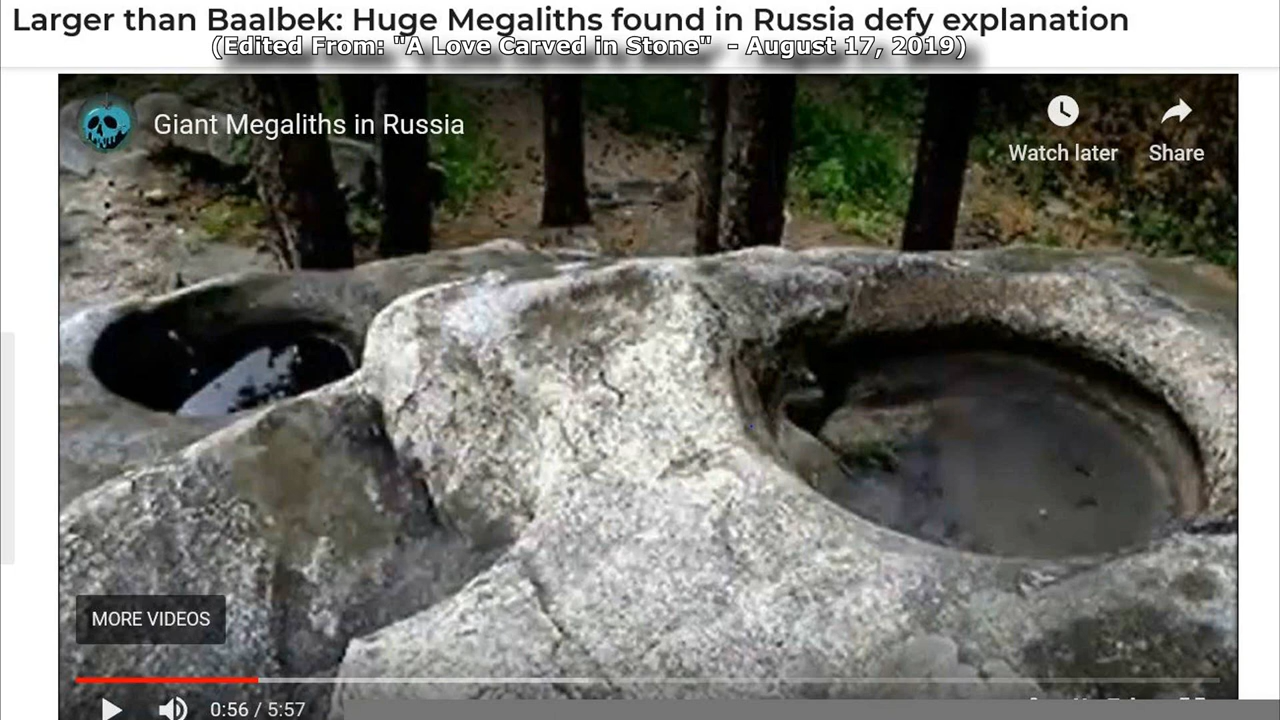 Larger than Baalbek: Huge Megaliths found in Russia defy explanation
(Edited From: "A Love Carved in Stone" - August 17, 2019)
Giant Megaliths in Russia
Watch later
Share
MORE VIDEOS
0:56 / 5:57